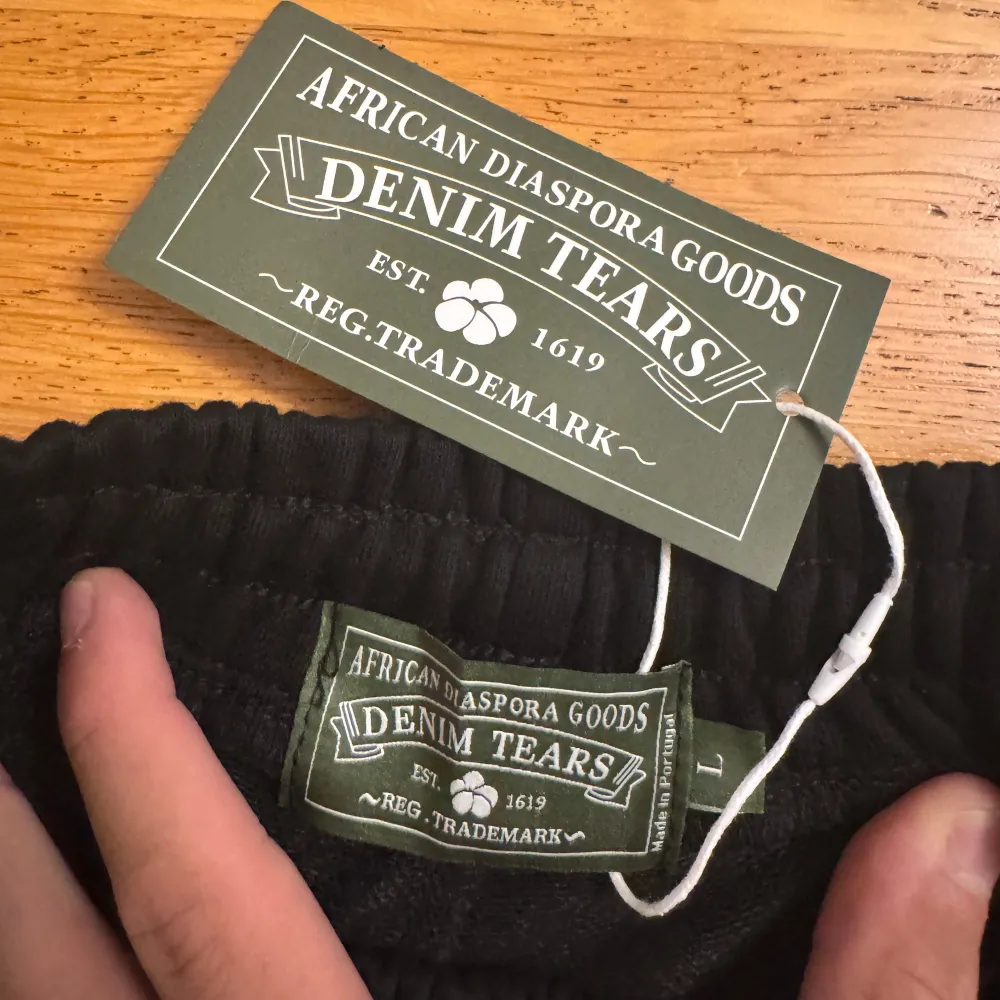 AFRICAN DIASPORA GOODS
DENIM TEARS
EST. 1619
~REG.TRADEMARK~
AFRICAN DIASPORA GOODS
DENIM TEARS
EST. 1619
~REG.TRADEMARK~
Made in Portugal
L